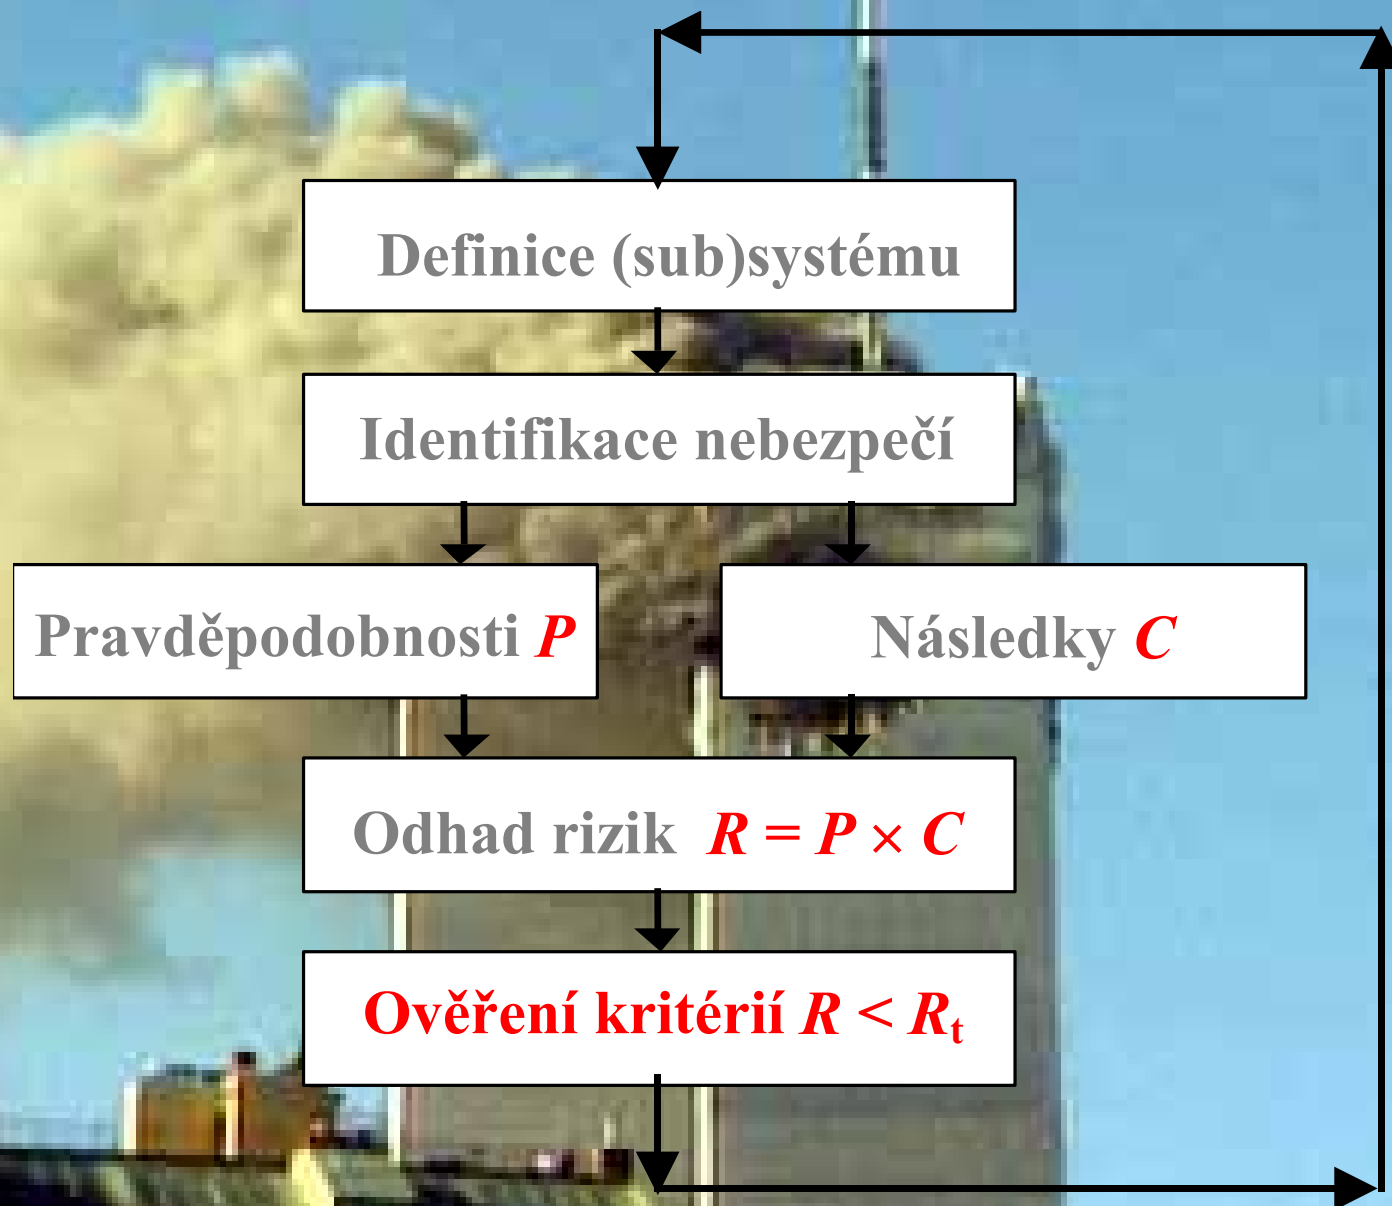 Definice (sub)systému
Identifikace nebezpečí
Pravděpodobnosti P
Následky C
Odhad rizik R = P × C
Ověření kritérií R < Rt